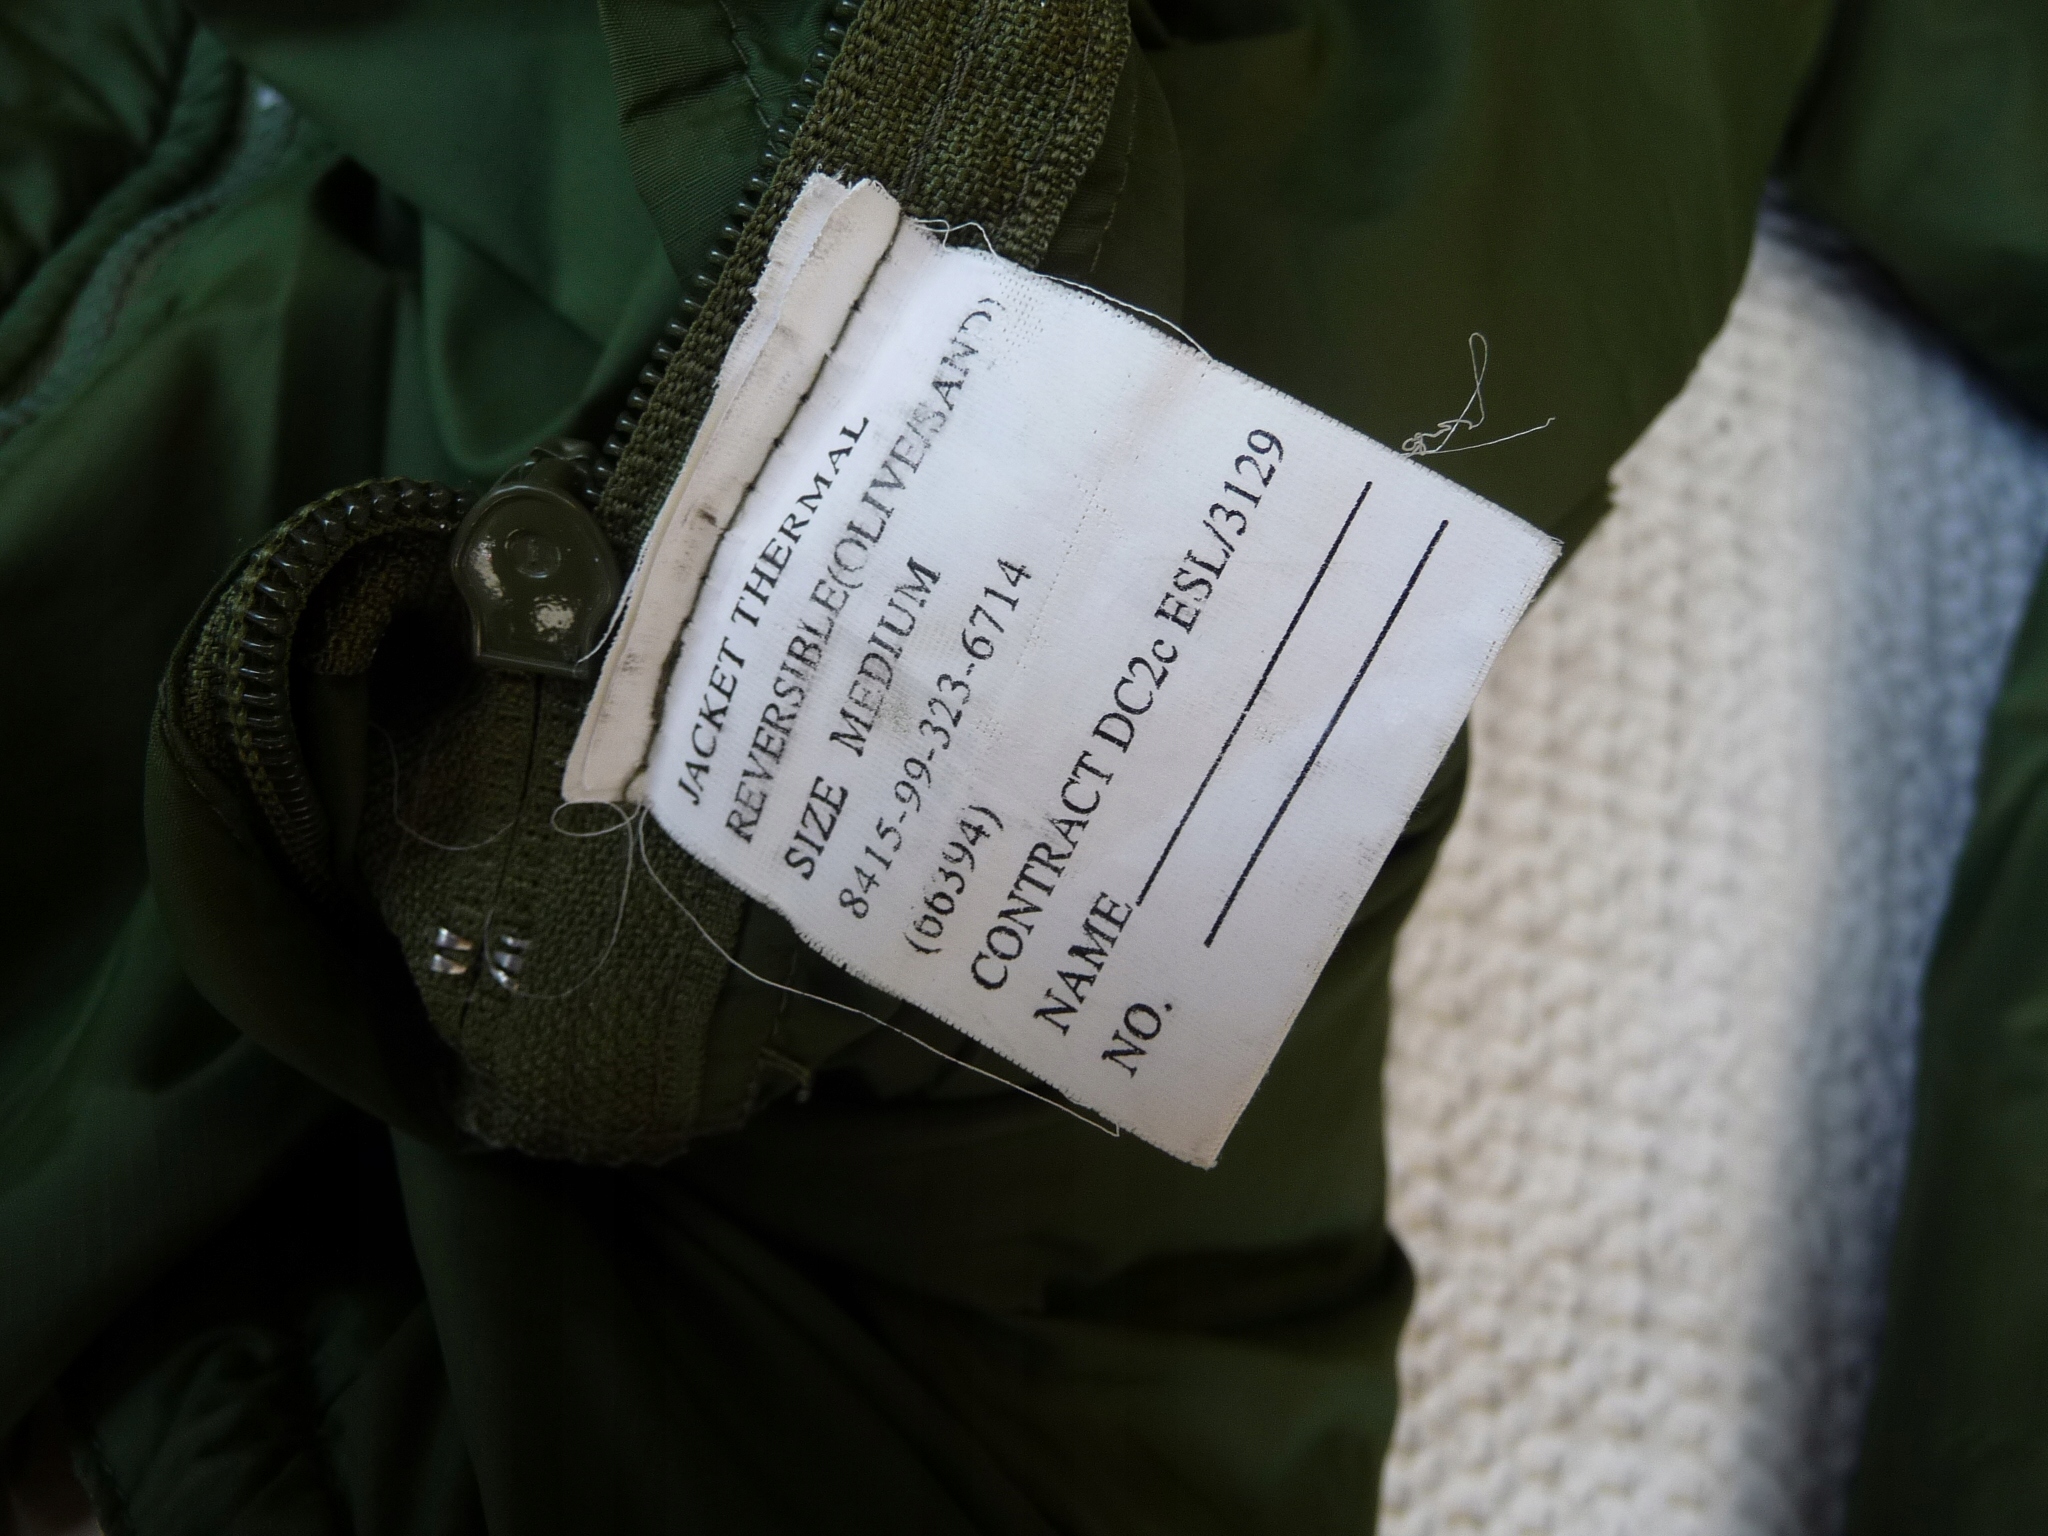 JACKET THERMAL
REVERSIBLE(OLIVE/SAND)
SIZE MEDIUM
8415-99-323-6714
(66394)
CONTRACT DC2c ESL/3129
NAME
NO.